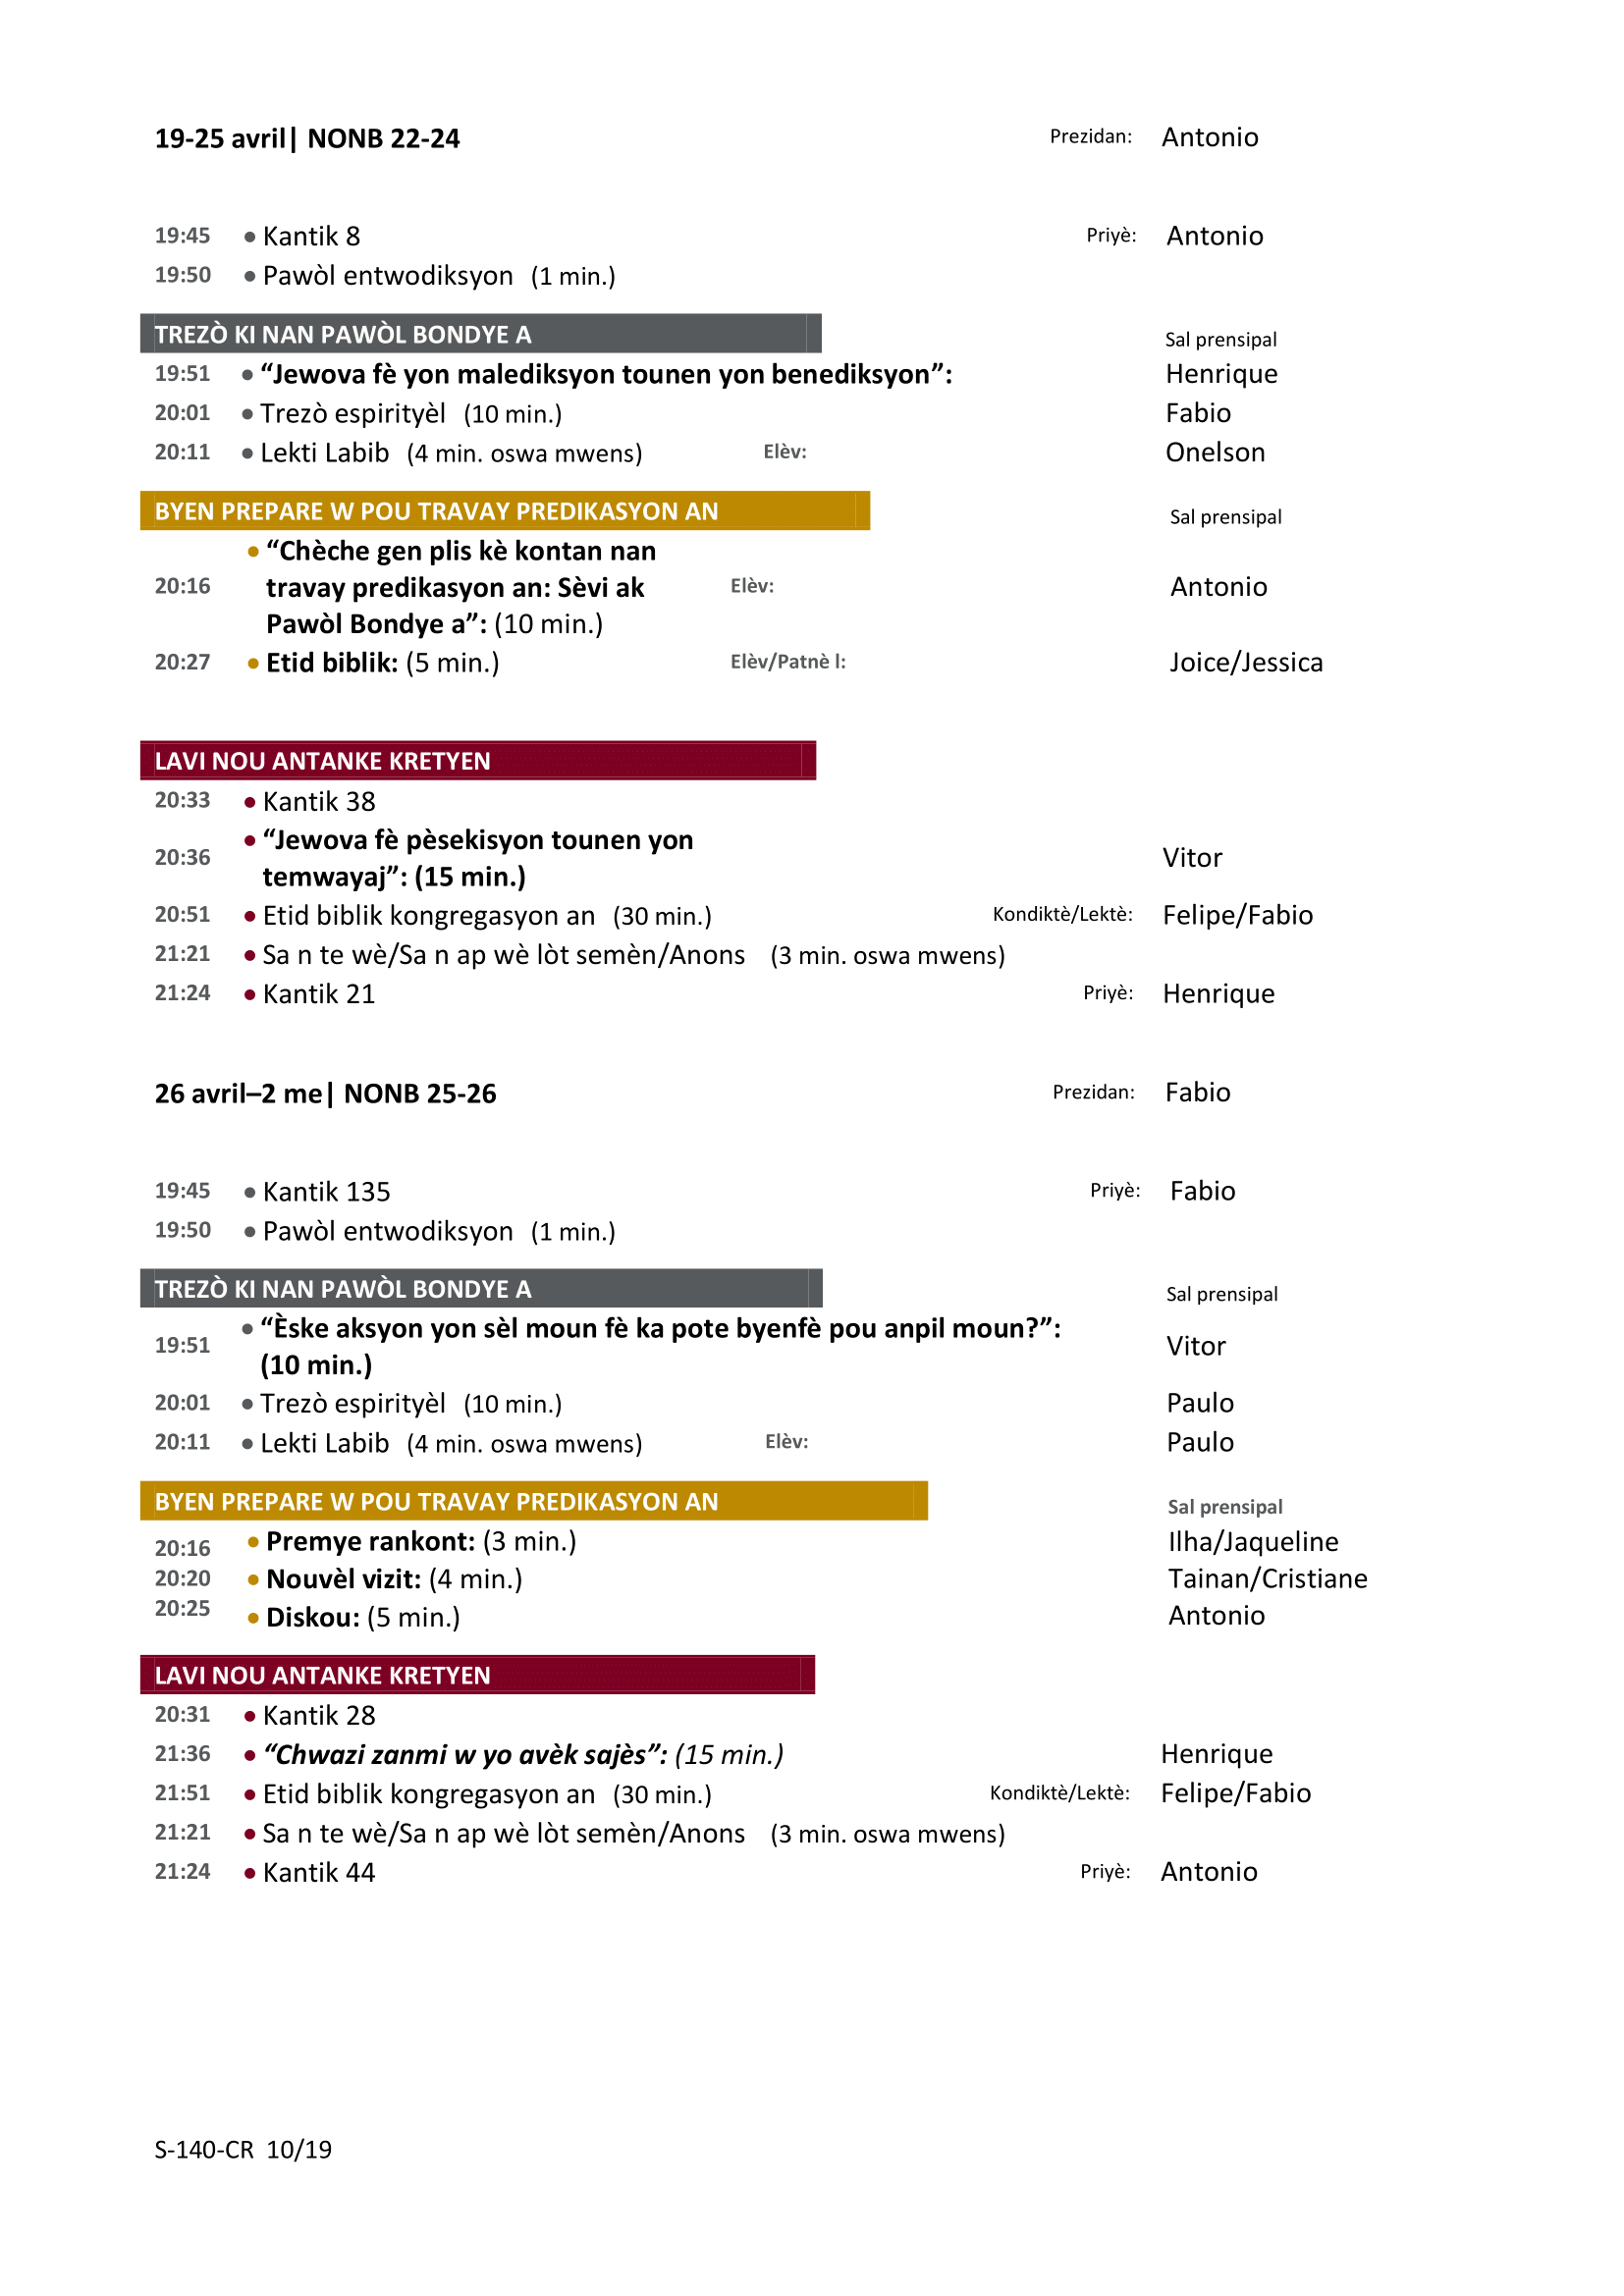 19-25 avril| NONB 22-24 Prezidan: Antonio
19:45 • Kantik 8 Priyè: Antonio
19:50 • Pawòl entwodiksyon (1 min.)
TREZÒ KI NAN PAWÒL BONDYE A Sal prensipal
19:51 • “Jewova fè yon malediksyon tounen yon benediksyon”: Henrique
20:01 • Trezò espirityèl (10 min.) Fabio
20:11 • Lekti Labib (4 min. oswa mwens) Elèv: Onelson
BYEN PREPARE W POU TRAVAY PREDIKASYON AN Sal prensipal
• “Chèche gen plis kè kontan nan
20:16 travay predikasyon an: Sèvi ak Elèv: Antonio
Pawòl Bondye a”: (10 min.)
20:27 • Etid biblik: (5 min.) Elèv/Patnè l: Joice/Jessica
LAVI NOU ANTANKE KRETYEN
20:33 • Kantik 38
20:36 • “Jewova fè pèsekisyon tounen yon Vitor
temwayaj”: (15 min.)
20:51 • Etid biblik kongregasyon an (30 min.) Kondiktè/Lektè: Felipe/Fabio
21:21 • Sa n te wè/Sa n ap wè lòt semèn/Anons (3 min. oswa mwens)
21:24 • Kantik 21 Priyè: Henrique
26 avril–2 me| NONB 25-26 Prezidan: Fabio
19:45 • Kantik 135 Priyè: Fabio
19:50 • Pawòl entwodiksyon (1 min.)
TREZÒ KI NAN PAWÒL BONDYE A Sal prensipal
19:51 • “Èske aksyon yon sèl moun fè ka pote byenfè pou anpil moun?”: Vitor
(10 min.)
20:01 • Trezò espirityèl (10 min.) Paulo
20:11 • Lekti Labib (4 min. oswa mwens) Elèv: Paulo
BYEN PREPARE W POU TRAVAY PREDIKASYON AN Sal prensipal
20:16 • Premye rankont: (3 min.) Ilha/Jaqueline
20:20 • Nouvèl vizit: (4 min.) Tainan/Cristiane
20:25 • Diskou: (5 min.) Antonio
LAVI NOU ANTANKE KRETYEN
20:31 • Kantik 28
21:36 • “Chwazi zanmi w yo avèk sajès”: (15 min.) Henrique
21:51 • Etid biblik kongregasyon an (30 min.) Kondiktè/Lektè: Felipe/Fabio
21:21 • Sa n te wè/Sa n ap wè lòt semèn/Anons (3 min. oswa mwens)
21:24 • Kantik 44 Priyè: Antonio
S-140-CR 10/19